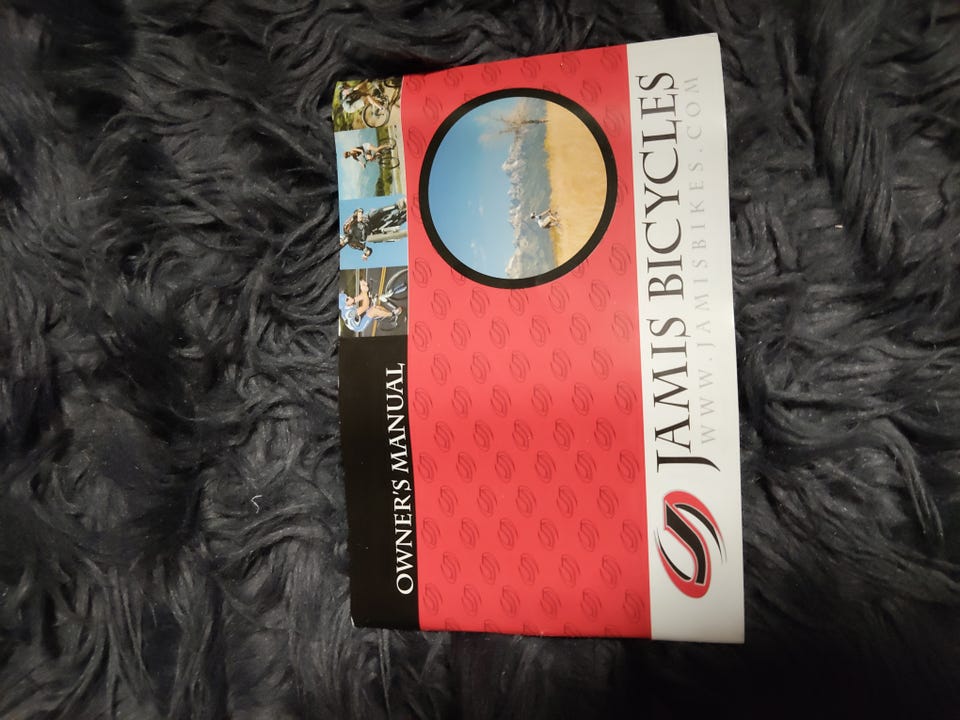 OWNER'S MANUAL
JAMIS BICYCLES
WWW.JAMISBIKES.COM